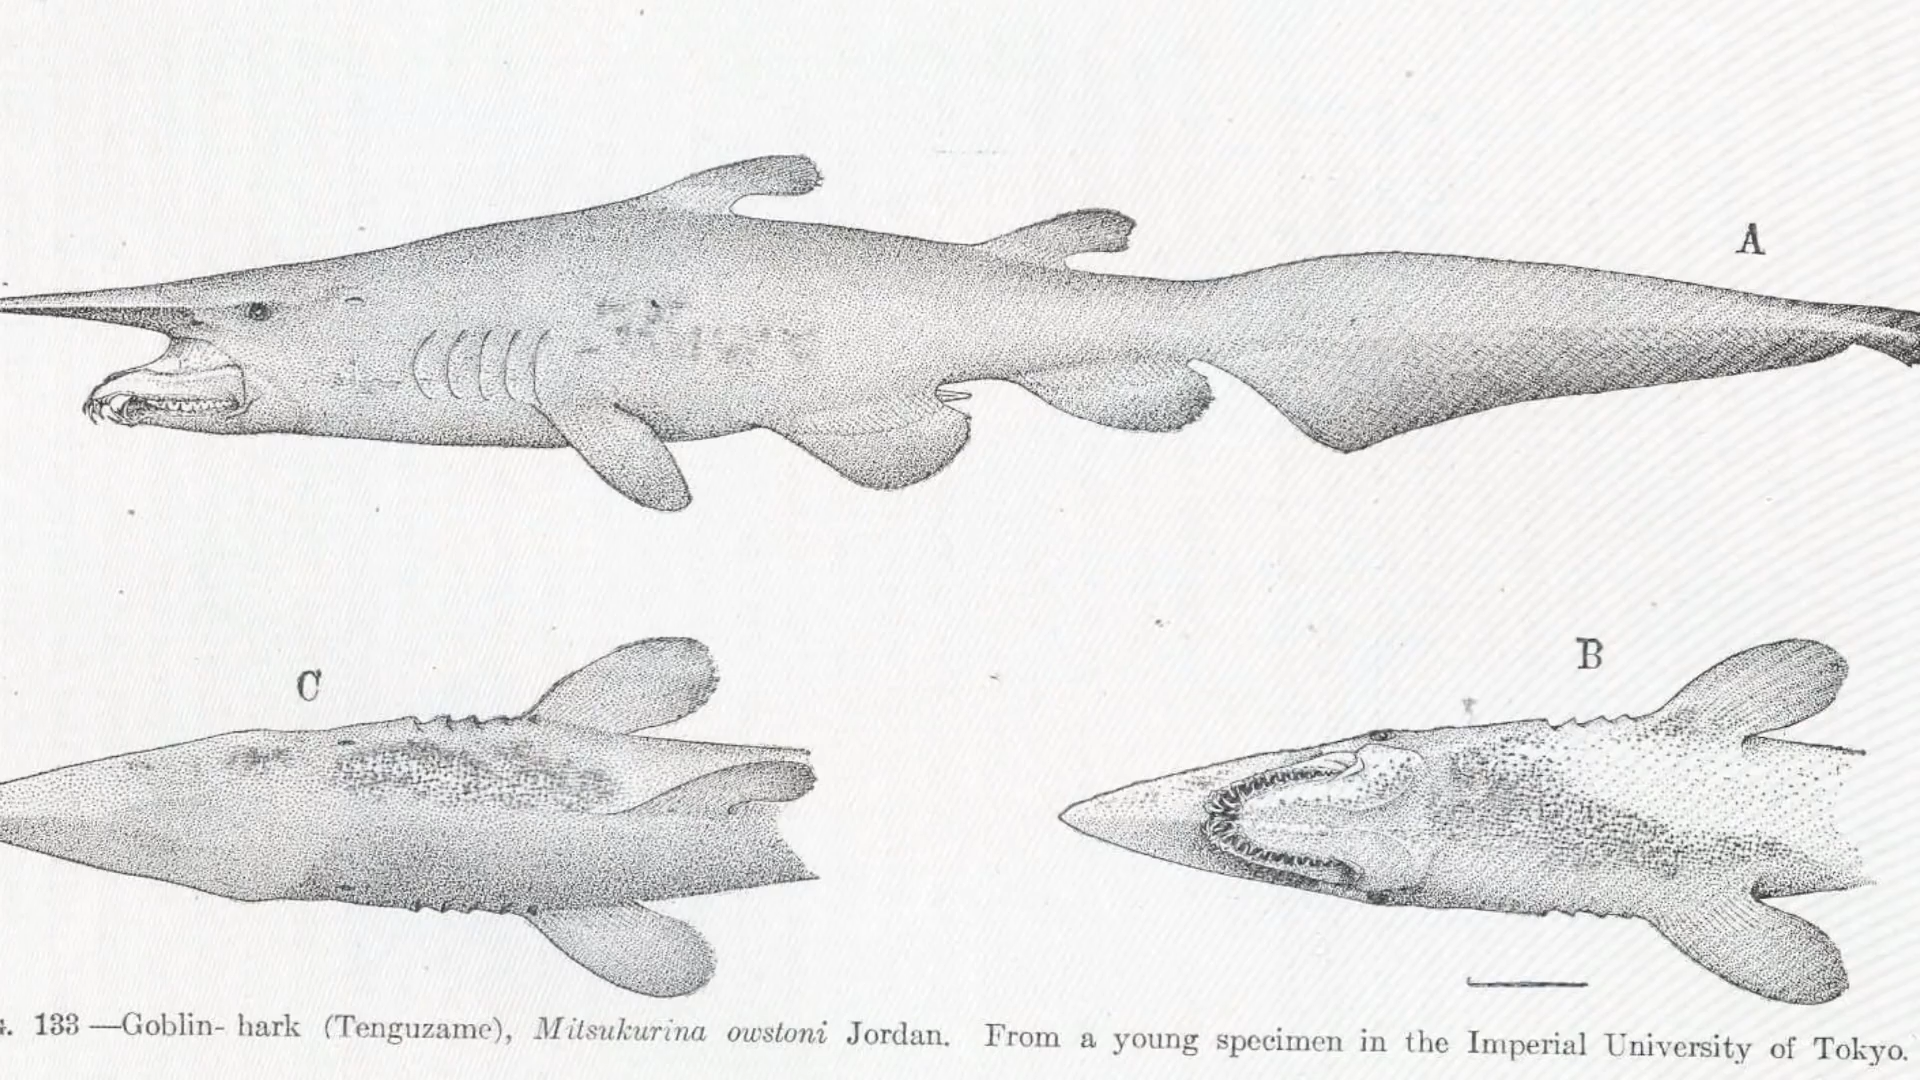 A
C
B
G. 133 —Goblin- hark (Tenguzame), Mitsukurina owstoni Jordan. From a young specimen in the Imperial University of Tokyo.